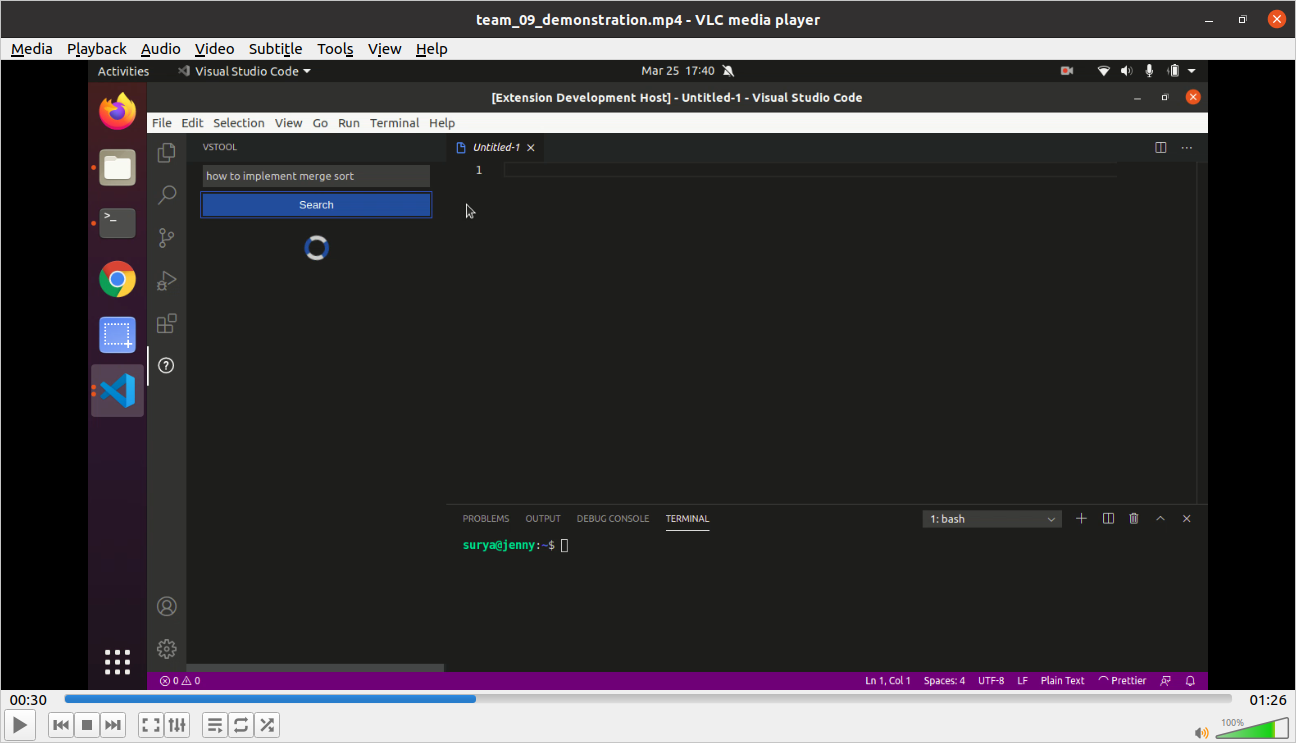 team_09_demonstration.mp4 - VLC media player
Media Playback Audio Video Subtitle Tools View Help
Activities Visual Studio Code Mar 25 17:40
[Extension Development Host] - Untitled-1 - Visual Studio Code
File Edit Selection View Go Run Terminal Help
VSTOOL
Untitled-1
how to implement merge sort
1
Search
PROBLEMS OUTPUT DEBUG CONSOLE TERMINAL 1: bash
surya@jenny:~$
0 0 Ln 1, Col 1 Spaces: 4 UTF-8 LF Plain Text Prettier
00:30 01:26
100%